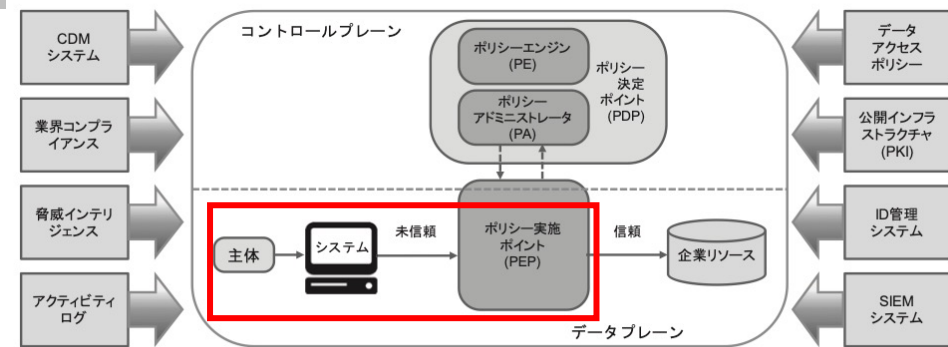 CDM
システム
業界コンプラ
イアンス
脅威インテリ
ジェンス
アクティビティ
ログ
コントロールプレーン
ポリシーエンジン
(PE)
ポリシー
アドミニストレータ
(PA)
ポリシー
決定
ポイント
(PDP)
主体
システム
未信頼
ポリシー実施
ポイント
(PEP)
信頼
企業リソース
データプレーン
データ
アクセス
ポリシー
公開インフラ
ストラクチャ
(PKI)
ID管理
システム
SIEM
システム